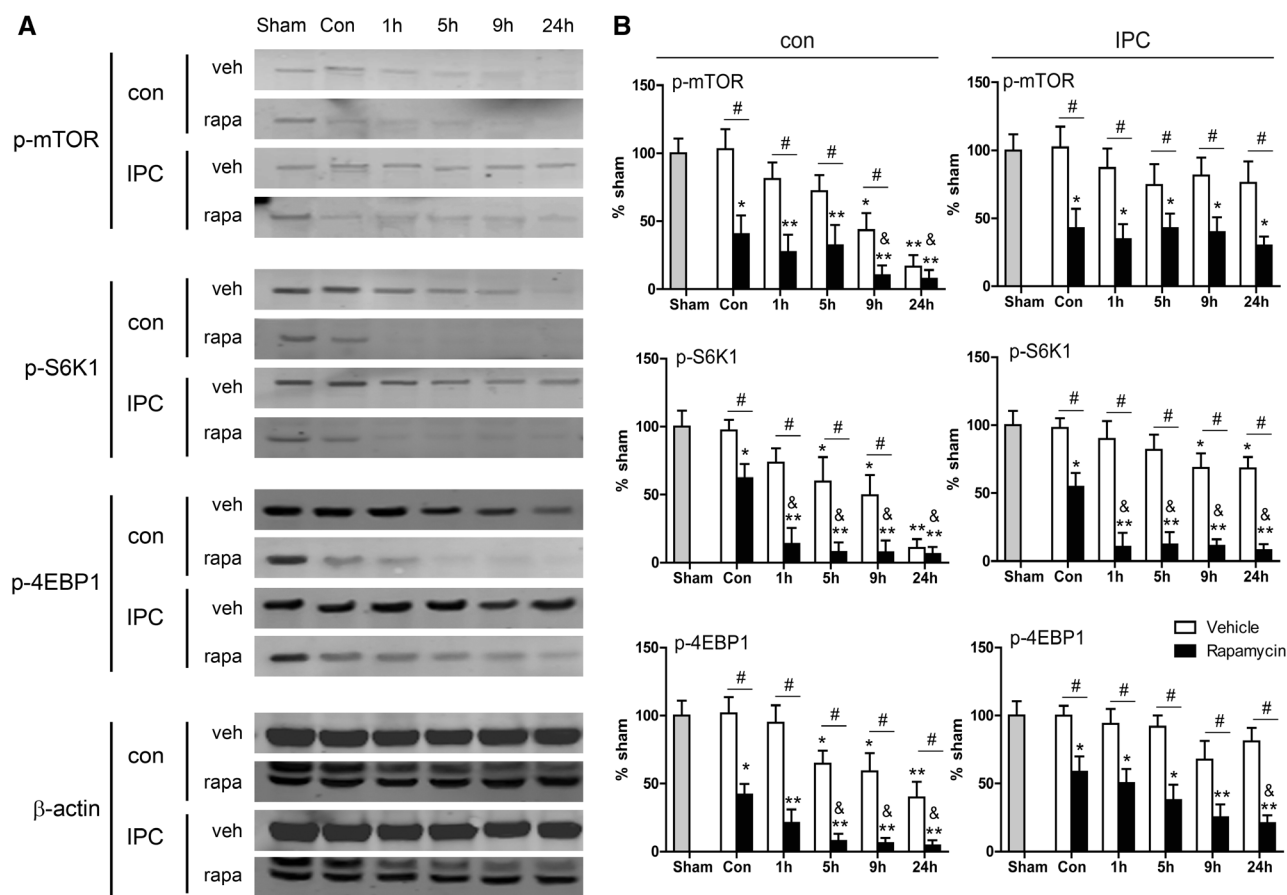 A
Sham Con 1h 5h 9h 24h
p-mTOR
con
veh
rapa
IPC
veh
rapa
p-S6K1
con
veh
rapa
IPC
veh
rapa
p-4EBP1
con
veh
rapa
IPC
veh
rapa
β-actin
con
veh
rapa
IPC
veh
rapa
B
con
p-mTOR
% sham
150
100
50
0
# # # #
* ** ** * & ** ** & **
Sham Con 1h 5h 9h 24h
IPC
p-mTOR
% sham
150
100
50
0
# # # # #
* * * * *
Sham Con 1h 5h 9h 24h
p-S6K1
% sham
150
100
50
0
# # # #
* & ** * & ** * & ** ** & **
Sham Con 1h 5h 9h 24h
p-S6K1
% sham
150
100
50
0
# # # # #
* & ** & ** * & ** * & **
Sham Con 1h 5h 9h 24h
p-4EBP1
% sham
150
100
50
0
# # # # #
* ** * & ** * & ** ** & **
Sham Con 1h 5h 9h 24h
p-4EBP1
Vehicle
Rapamycin
% sham
150
100
50
0
# # # # #
* * * ** & **
Sham Con 1h 5h 9h 24h